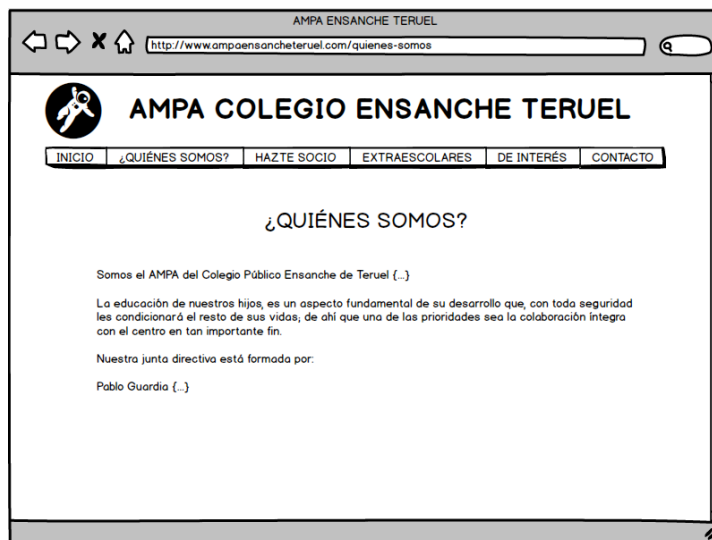 AMPA ENSANCHE TERUEL
http://www.ampaensancheteruel.com/quienes-somos
AMPA COLEGIO ENSANCHE TERUEL
INICIO ¿QUIÉNES SOMOS? HAZTE SOCIO EXTRAESCOLARES DE INTERÉS CONTACTO
¿QUIÉNES SOMOS?
Somos el AMPA del Colegio Público Ensanche de Teruel {...}
La educación de nuestros hijos, es un aspecto fundamental de su desarrollo que, con toda seguridad
les condicionará el resto de sus vidas; de ahí que una de las prioridades sea la colaboración íntegra
con el centro en tan importante fin.
Nuestra junta directiva está formada por:
Pablo Guardia {...}